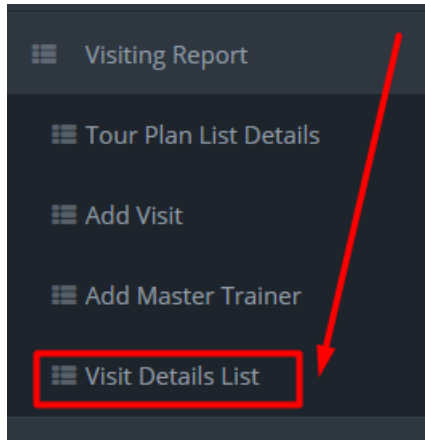 Visiting Report
Tour Plan List Details
Add Visit
Add Master Trainer
Visit Details List